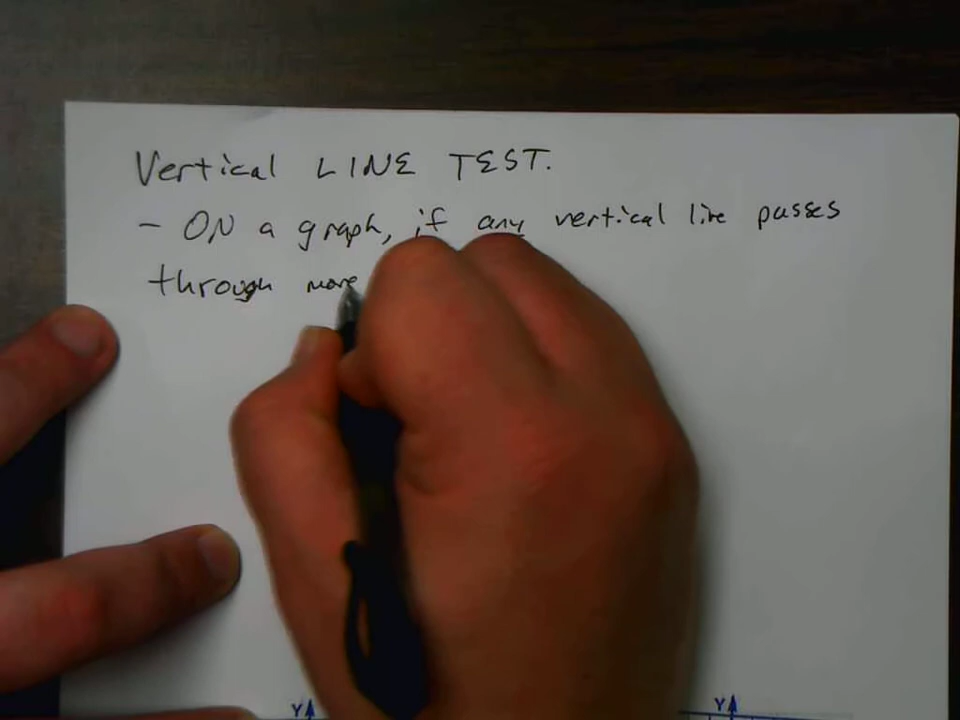 Vertical LINE TEST.
- ON a graph, if any vertical line passes
through more
Y
Y